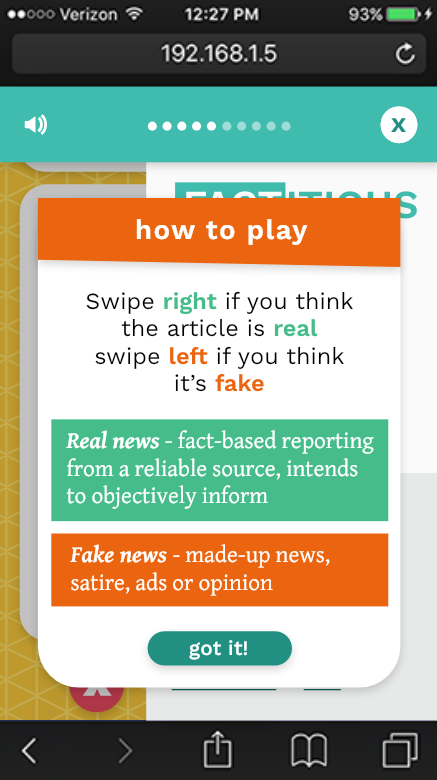 Verizon 12:27 PM 93%
192.168.1.5
X
FACTITIOUS
how to play
Swipe right if you think
the article is real
swipe left if you think
it's fake
Real news - fact-based reporting
from a reliable source, intends
to objectively inform
Fake news - made-up news,
satire, ads or opinion
got it!